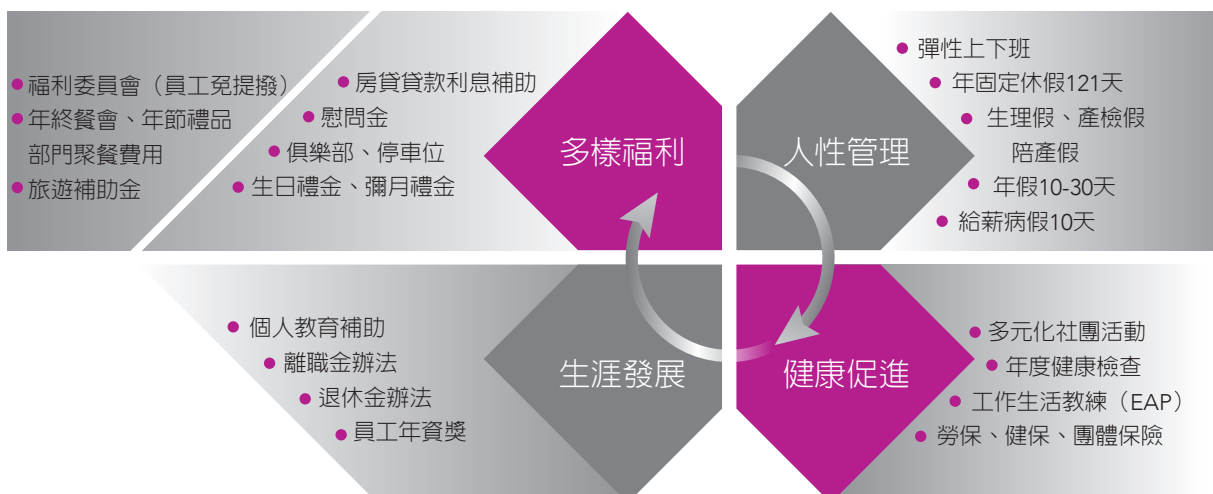 福利委員會（員工免提撥）
年終餐會、年節禮品
部門聚餐費用
旅遊補助金
房貸貸款利息補助
慰問金
俱樂部、停車位
生日禮金、彌月禮金
多樣福利
人性管理
彈性上下班
年固定休假121天
生理假、產檢假
陪產假
年假10-30天
給薪病假10天
個人教育補助
離職金辦法
退休金辦法
員工年資獎
生涯發展
健康促進
多元化社團活動
年度健康檢查
工作生活教練（EAP）
勞保、健保、團體保險